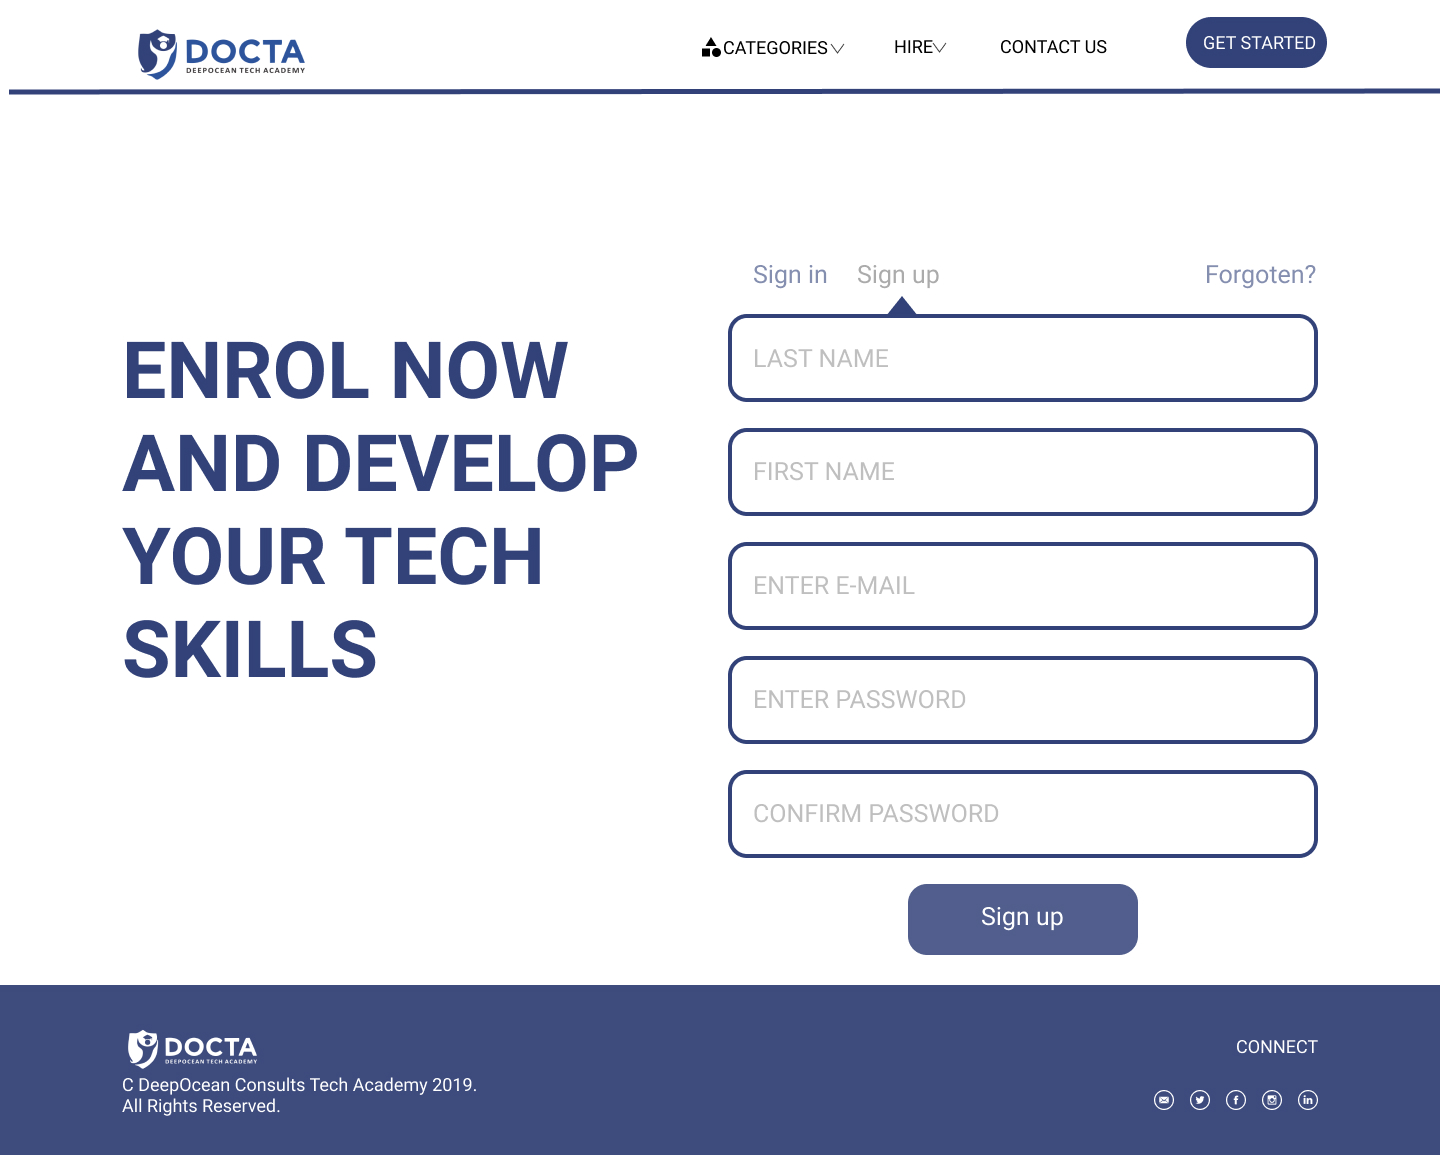 DOCTA
DEEPOCEAN TECH ACADEMY
CATEGORIES
HIRE
CONTACT US
GET STARTED
Sign in
Sign up
Forgoten?
ENROL NOW
AND DEVELOP
YOUR TECH
SKILLS
LAST NAME
FIRST NAME
ENTER E-MAIL
ENTER PASSWORD
CONFIRM PASSWORD
Sign up
DOCTA
DEEPOCEAN TECH ACADEMY
C DeepOcean Consults Tech Academy 2019.
All Rights Reserved.
CONNECT